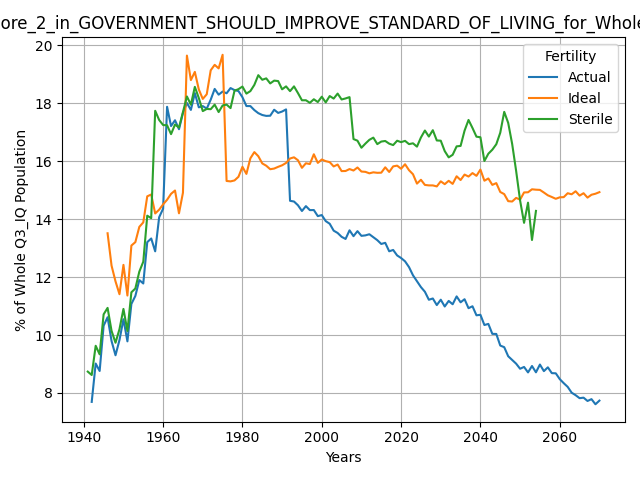 ore_2_in_GOVERNMENT_SHOULD_IMPROVE_STANDARD_OF_LIVING_for_Whole
20
18
16
14
12
10
8
% of Whole Q3_IQ Population
Fertility
Actual
Ideal
Sterile
1940 1960 1980 2000 2020 2040 2060
Years